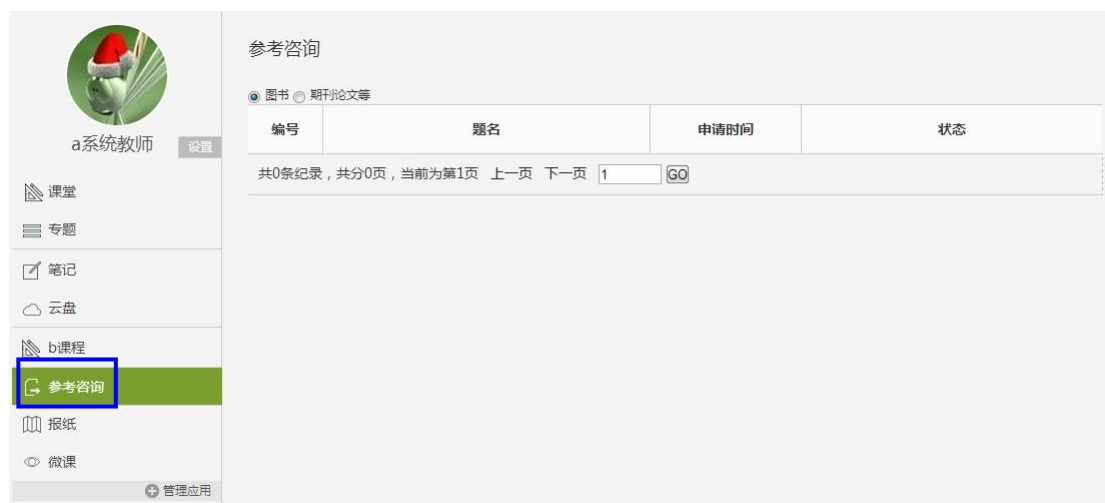 a系统教师
设置
课堂
专题
笔记
云盘
b课程
参考咨询
报纸
微课
管理应用
参考咨询
图书 期刊论文等
编号 题名 申请时间 状态
共0条纪录，共分0页，当前为第1页 上一页 下一页 1 GO